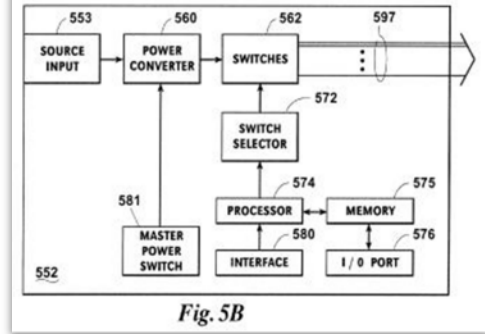 553
560
562
597
SOURCE
INPUT
POWER
CONVERTER
SWITCHES
572
SWITCH
SELECTOR
581
574
575
PROCESSOR
MEMORY
MASTER
POWER
SWITCH
580
576
INTERFACE
I / O PORT
552
Fig. 5B